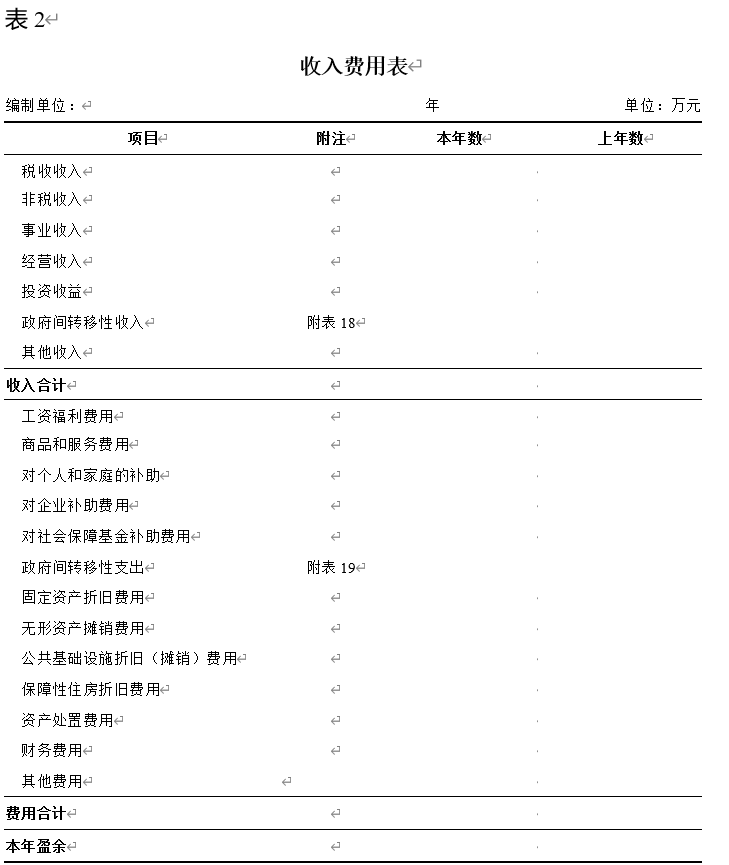 表 2
收入费用表
编制单位： 年 单位：万元
项目 附注 本年数 上年数
税收收入
非税收入
事业收入
经营收入
投资收益
政府间转移性收入 附表 18
其他收入
收入合计
工资福利费用
商品和服务费用
对个人和家庭的补助
对企业补助费用
对社会保障基金补助费用
政府间转移性支出 附表 19
固定资产折旧费用
无形资产摊销费用
公共基础设施折旧（摊销）费用
保障性住房折旧费用
资产处置费用
财务费用
其他费用
费用合计
本年盈余